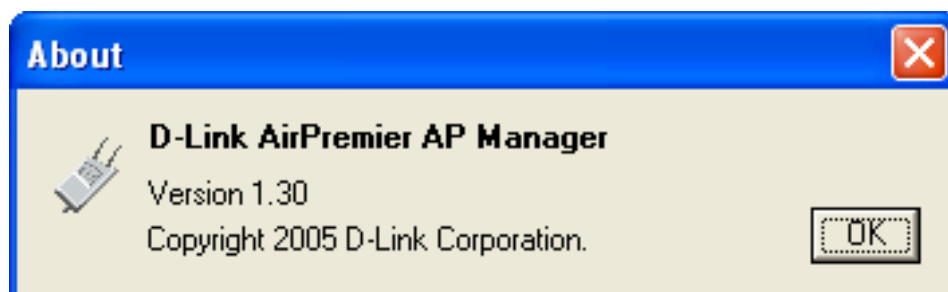 About
D-Link AirPremier AP Manager
Version 1.30
Copyright 2005 D-Link Corporation.
OK